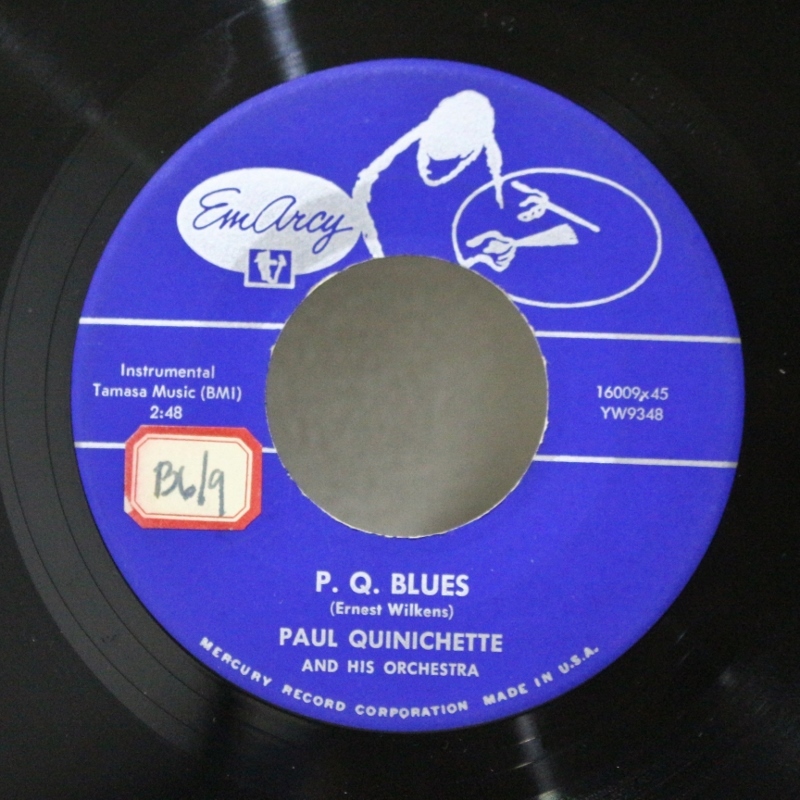 EmArcy
Instrumental
Tamasa Music (BMI)
2:48
16009x45
YW9348
B6/9
P. Q. BLUES
(Ernest Wilkens)
PAUL QUINICHETTE
AND HIS ORCHESTRA
MERCURY RECORD CORPORATION MADE IN U.S.A.